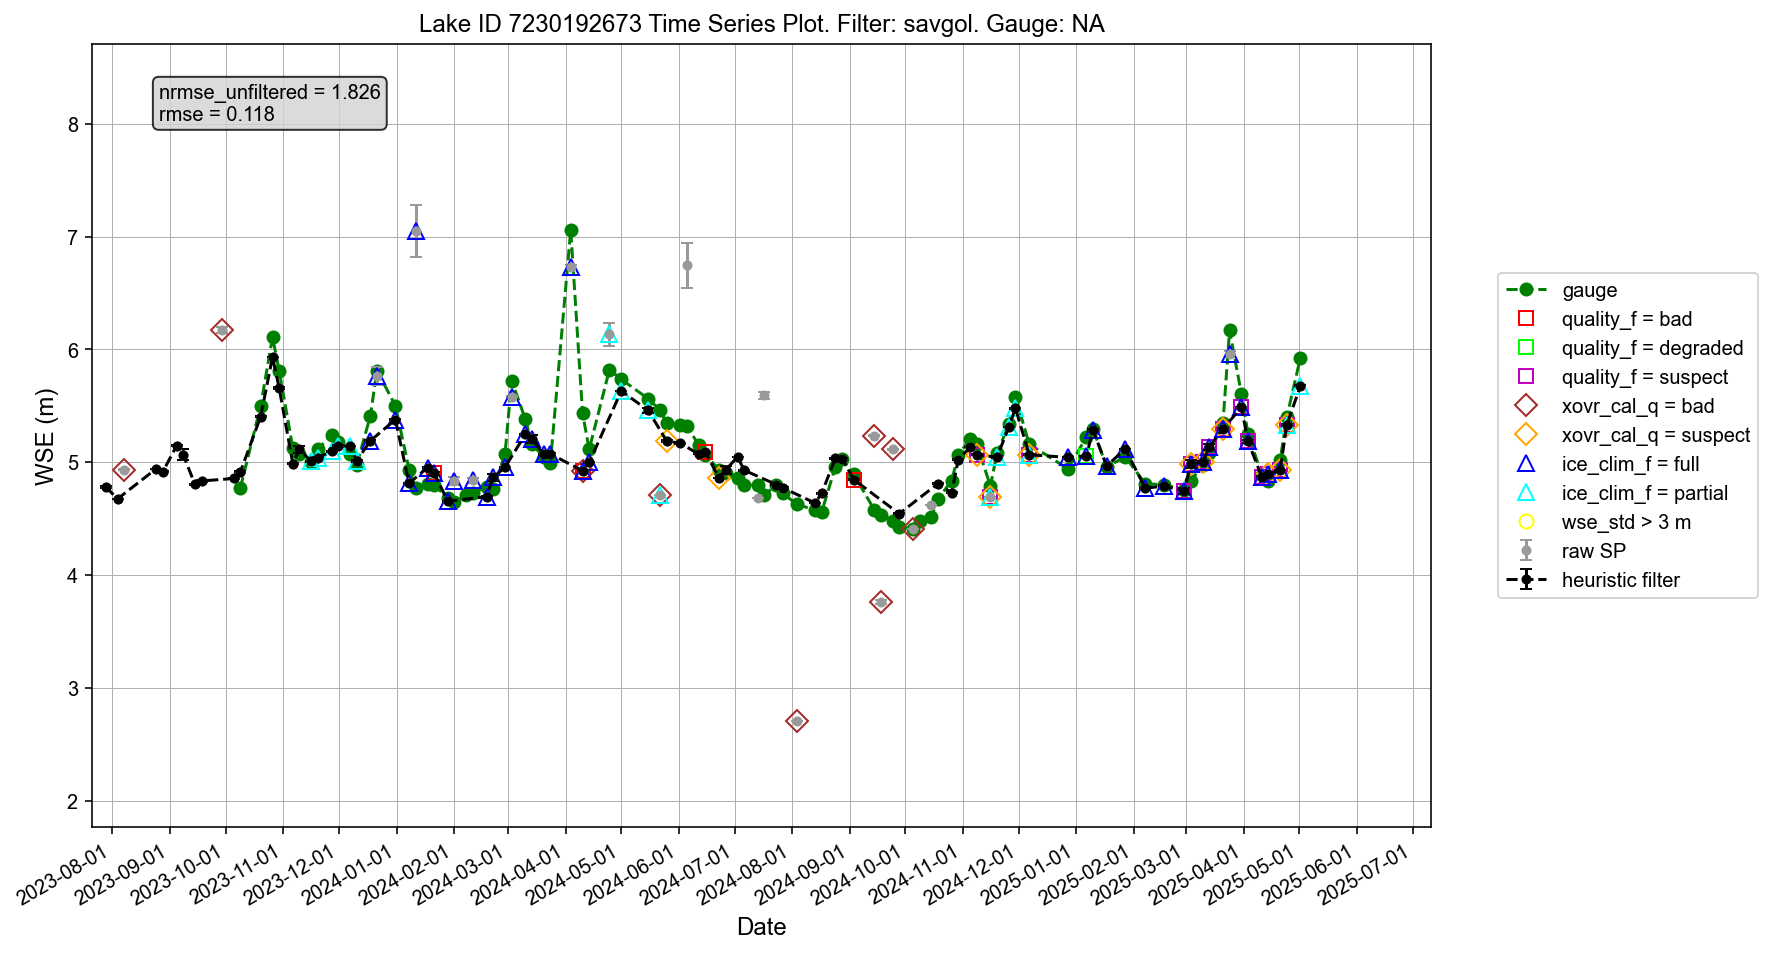 Lake ID 7230192673 Time Series Plot. Filter: savgol. Gauge: NA
nrmse_unfiltered = 1.826
rmse = 0.118
WSE (m)
8
7
6
5
4
3
2
2023-08-01
2023-09-01
2023-10-01
2023-11-01
2023-12-01
2024-01-01
2024-02-01
2024-03-01
2024-04-01
2024-05-01
2024-06-01
2024-07-01
2024-08-01
2024-09-01
2024-10-01
2024-11-01
2024-12-01
2025-01-01
2025-02-01
2025-03-01
2025-04-01
2025-05-01
2025-06-01
2025-07-01
Date
gauge
quality_f = bad
quality_f = degraded
quality_f = suspect
xovr_cal_q = bad
xovr_cal_q = suspect
ice_clim_f = full
ice_clim_f = partial
wse_std > 3 m
raw SP
heuristic filter